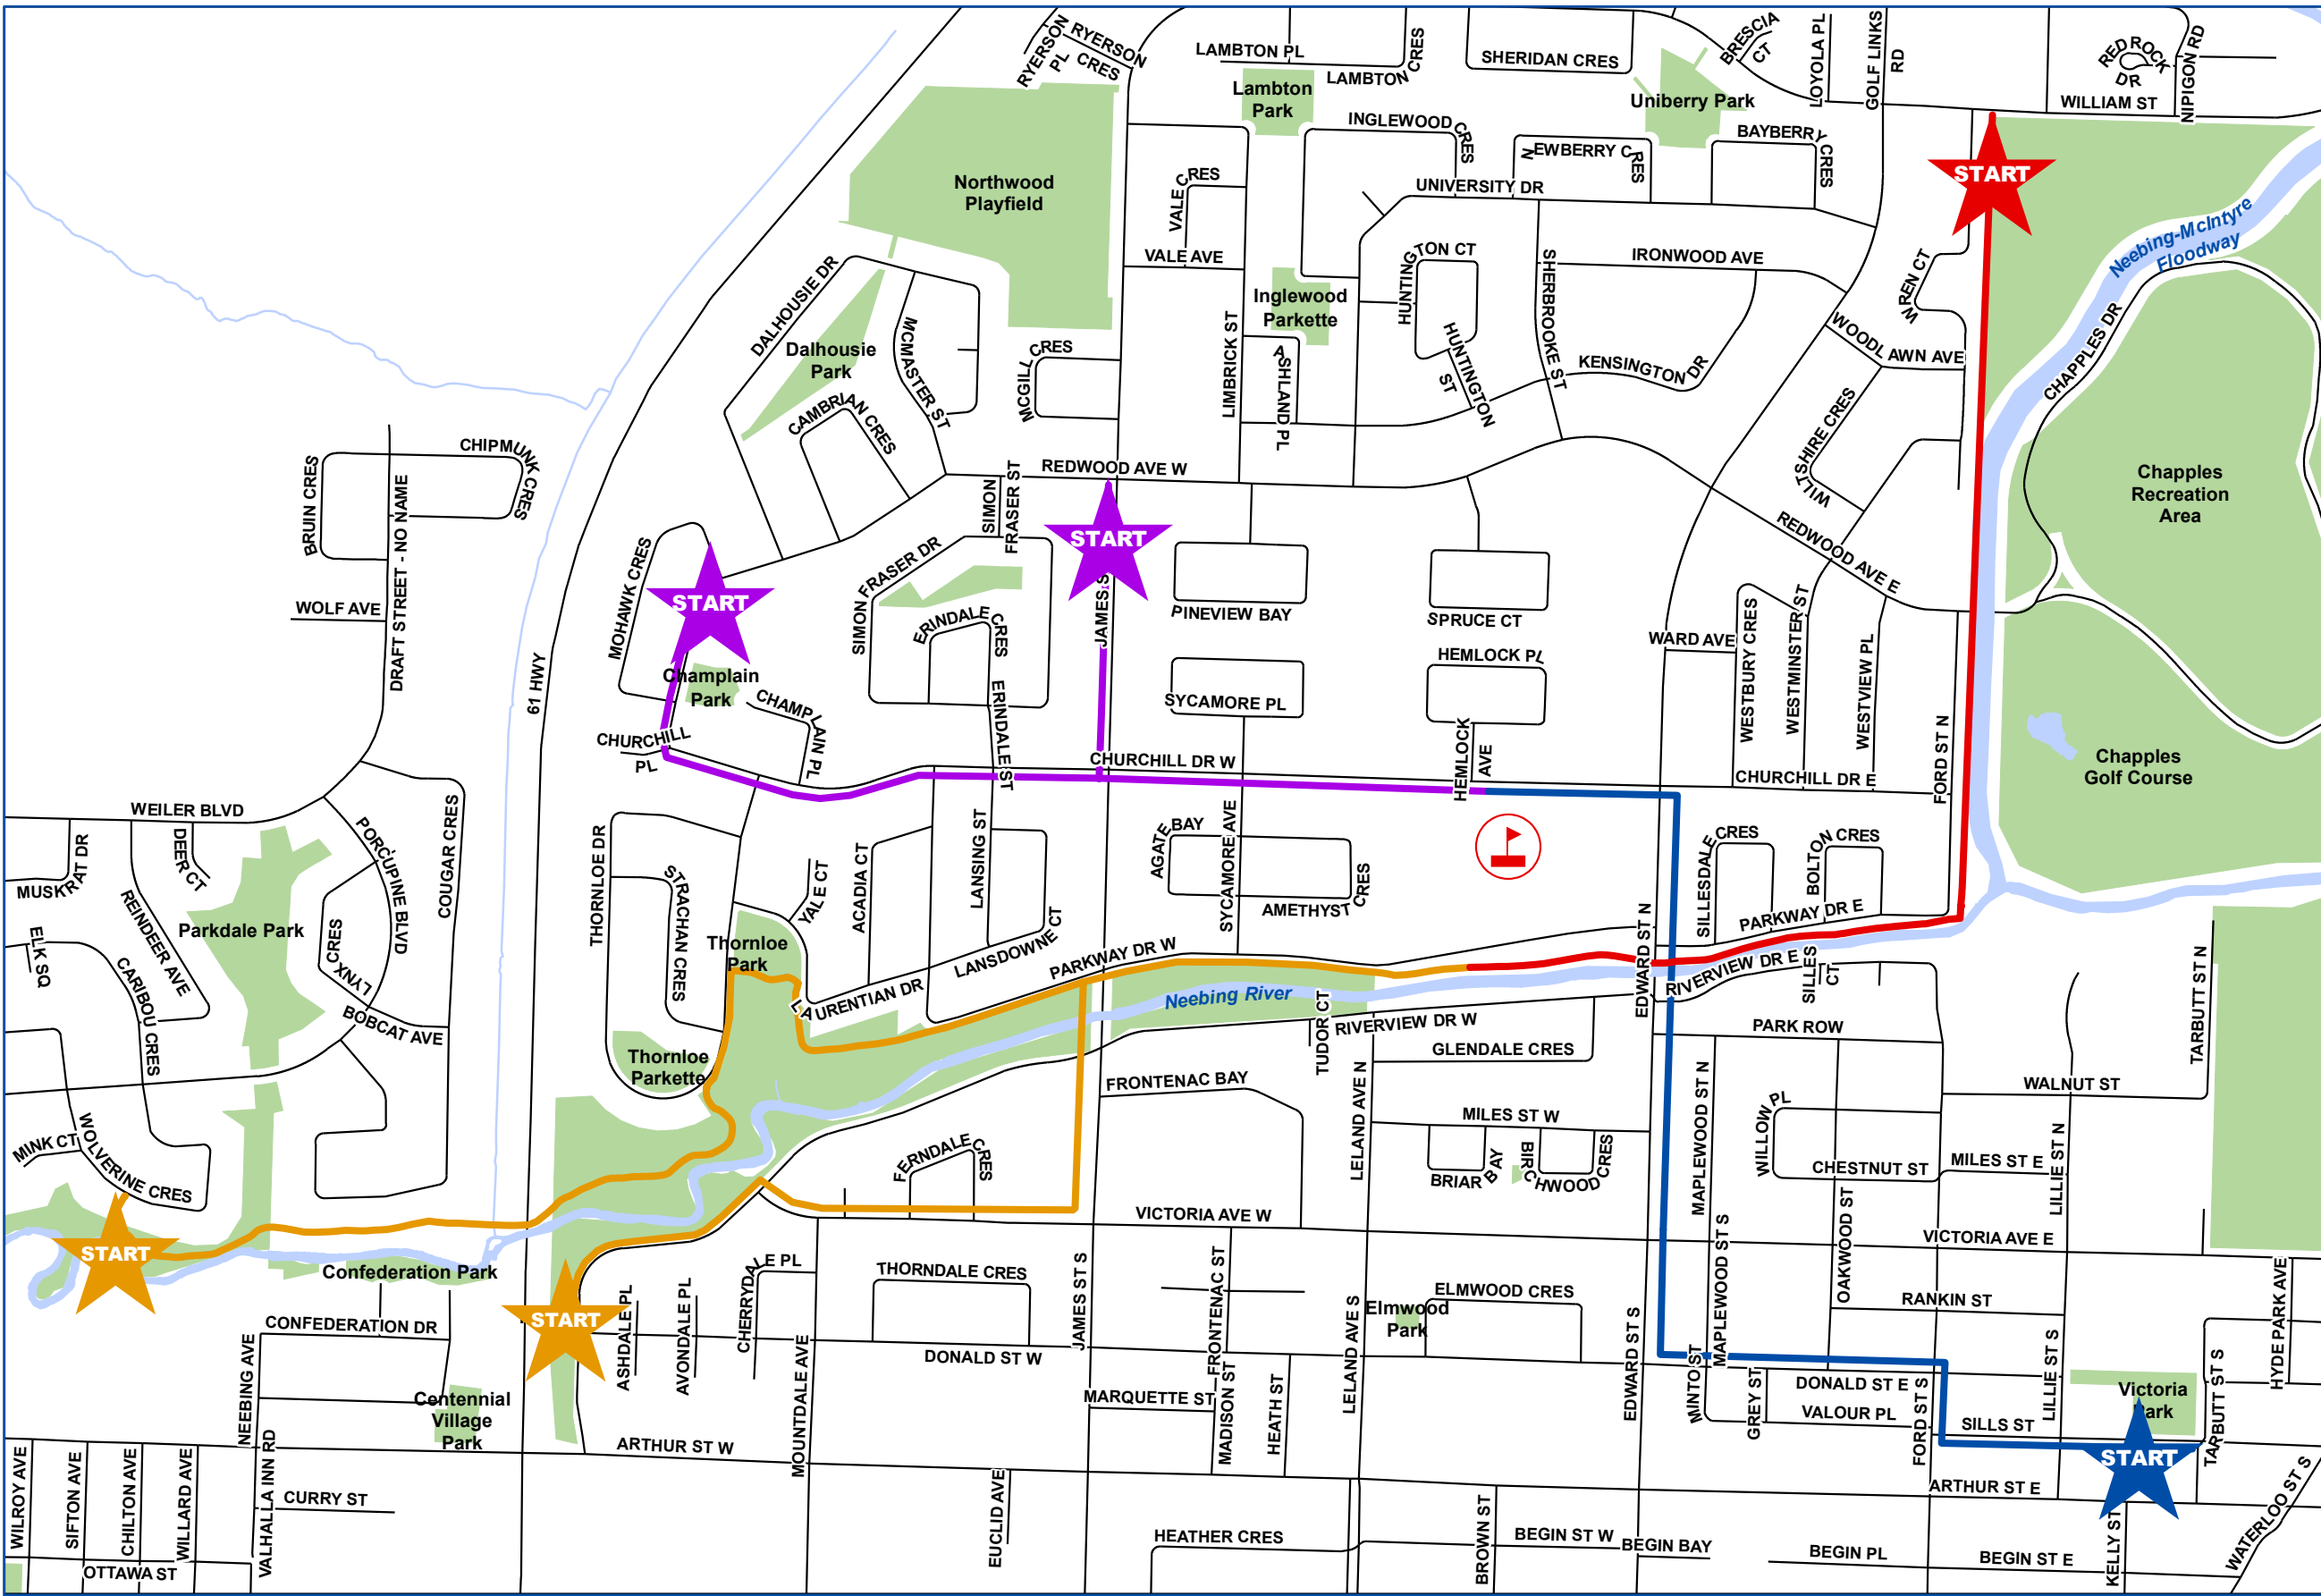 RYERSON PL
RYERSON CRES
LAMBTON PL
LAMBTON CRES
SHERIDAN CRES
BRESCIA CT
LOYOLA PL
GOLF LINKS RD
RED ROCK DR
NIPIGON RD
WILLIAM ST
Lambton
Park
Uniberry Park
INGLEWOOD CRES
NEWBERRY CRES
BAYBERRY CRES
Northwood
Playfield
VALE CRES
UNIVERSITY DR
START
Neebing-McIntyre
Floodway
VALE AVE
HUNTINGTON CT
SHERBROOKE ST
IRONWOOD AVE
WREN CT
DALHOUSIE DR
MCMASTER ST
Inglewood
Parkette
LIMBRICK ST
ASHLAND PL
HUNTINGTON ST
KENSINGTON DR
WOODLAWN AVE
CHAPPLES DR
Dalhousie
Park
MCGILL CRES
CAMBRIAN CRES
WILTSHIRE CRES
CHIPMUNK CRES
BRUIN CRES
DRAFT STREET - NO NAME
REDWOOD AVE W
SIMON FRASER ST
Chapples
Recreation
Area
REDWOOD AVE E
START
MOHAWK CRES
SIMON FRASER DR
JAMES S
PINEVIEW BAY
SPRUCE CT
WOLF AVE
START
ERINDALE CRES
ERINDALE ST
WARD AVE
WESTBURY CRES
WESTMINSTER ST
WESTVIEW PL
HEMLOCK PL
HEMLOCK AVE
61 HWY
Champlain
Park
CHAMPLAIN PL
SYCAMORE PL
CHURCHILL PL
CHURCHILL DR W
CHURCHILL DR E
FORD ST N
Chapples
Golf Course
WEILER BLVD
MUSKRAT DR
DEER CT
REINDEER AVE
PORCUPINE BLVD
COUGAR CRES
THORNLOE DR
STRACHAN CRES
YALE CT
ACADIA CT
LANSING ST
AGATE BAY
SYCAMORE AVE
AMETHYST CRES
SILLESDALE CRES
BOLTON CRES
ELK SQ
Parkdale Park
LYNX CRES
CARIBOU CRES
BOBCAT AVE
Thornloe
Park
LAURENTIAN DR
LANSDOWNE CT
PARKWAY DR W
PARKWAY DR E
EDWARD ST N
RIVERVIEW DR E
SILLES CT
TARBUTT ST N
Neebing River
TUDOR CT
RIVERVIEW DR W
PARK ROW
GLENDALE CRES
Thornloe
Parkette
FRONTENAC BAY
LELAND AVE N
MAPLEWOOD ST N
WALNUT ST
MILES ST W
WILLOW PL
MINK CT
WOLVERINE CRES
FERNDALE CRES
BRIAR BAY
BIRCHWOOD CRES
CHESTNUT ST
MILES ST E
LILLIE ST N
OAKWOOD ST
VICTORIA AVE W
VICTORIA AVE E
START
Confederation Park
CHERRYDALE PL
THORNDALE CRES
FRONTENAC ST
ELMWOOD CRES
Elmwood
Park
MAPLEWOOD ST S
RANKIN ST
HYDE PARK AVE
START
CONFEDERATION DR
NEEBING AVE
ASHDALE PL
AVONDALE PL
MOUNTDALE AVE
JAMES ST S
DONALD ST W
LELAND AVE S
EDWARD ST S
MINTO ST
GREY ST
DONALD ST E
FORD ST S
LILLIE ST S
TARBUTT ST S
Victoria
Park
Centennial
Village
Park
MARQUETTE ST
MADISON ST
HEATH ST
VALOUR PL
SILLS ST
START
ARTHUR ST W
ARTHUR ST E
WILROY AVE
SIFTON AVE
CHILTON AVE
WILLARD AVE
VALHALLA INN RD
CURRY ST
EUCLID AVE
HEATHER CRES
BROWN ST
BEGIN ST W
BEGIN BAY
BEGIN PL
BEGIN ST E
KELLY ST
WATERLOO ST S
OTTAWA ST